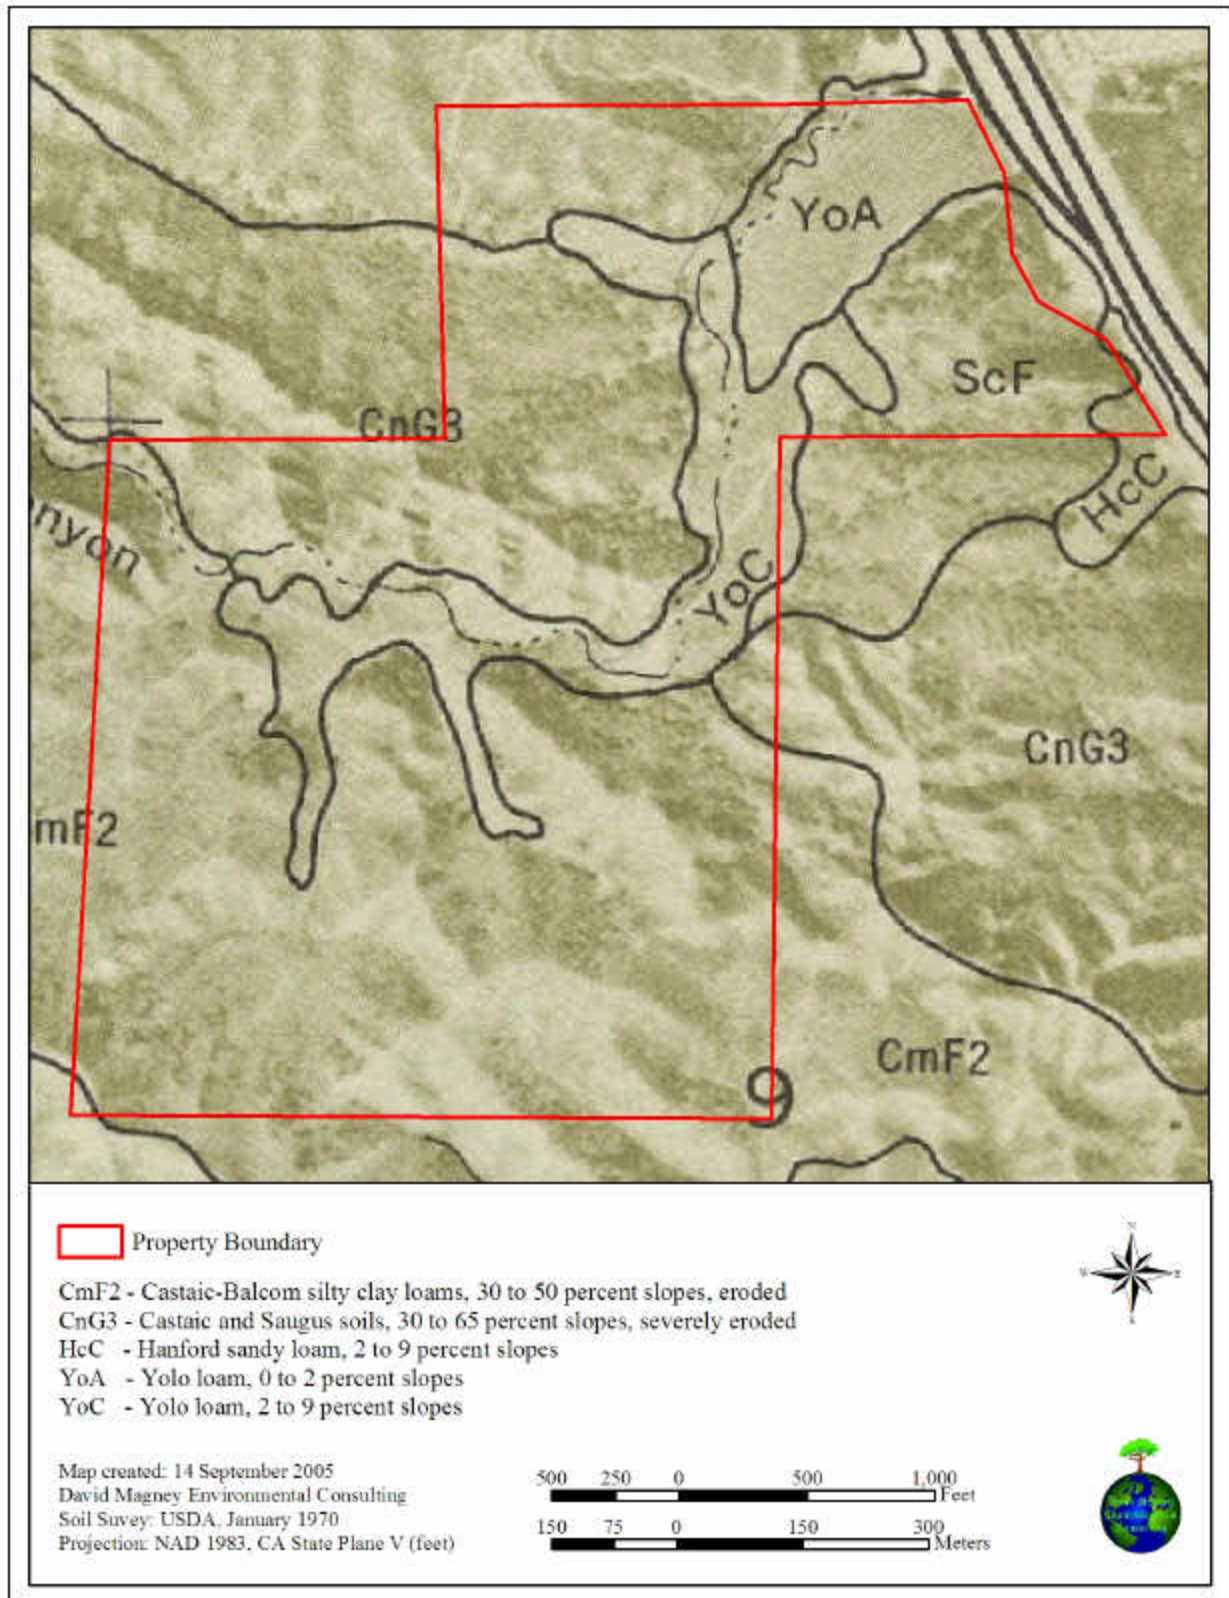 YoA
ScF
CnG3
HcC
nyon
YoC
CnG3
mF2
CmF2
9
Property Boundary
CmF2 - Castaic-Balcom silty clay loams, 30 to 50 percent slopes, eroded
CnG3 - Castaic and Saugus soils, 30 to 65 percent slopes, severely eroded
HcC - Hanford sandy loam, 2 to 9 percent slopes
YoA - Yolo loam, 0 to 2 percent slopes
YoC - Yolo loam, 2 to 9 percent slopes
N
W
E
S
Map created: 14 September 2005
David Magney Environmental Consulting
Soil Suvey: USDA, January 1970
Projection: NAD 1983, CA State Plane V (feet)
500 250 0 500 1,000
Feet
150 75 0 150 300
Meters